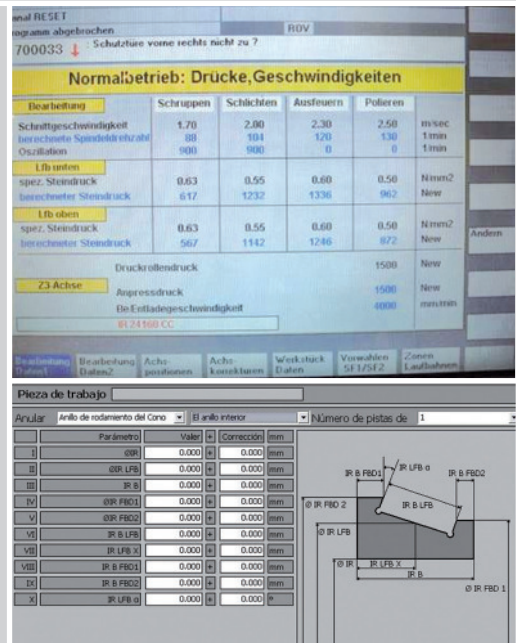 anal RESET
ogramm abgebrochen ROV
700033 : Schutztüre vorne rechts nicht zu ?
Normalbetrieb: Drücke,Geschwindigkeiten
Bearbeitung Schruppen Schlichten Ausfeuern Polieren
Schnittgeschwindigkeit 1.70 2.00 2.30 2.50 m/sec
berechnete Spindeldrehzahl 88 104 120 130 1/min
Oszillation 900 900 0 0 1/min
Lfb unten
spez. Steindruck 0.63 0.55 0.60 0.50 N/mm2
berechneter Steindruck 617 1232 1336 962 New
Lfb oben
spez. Steindruck 0.63 0.55 0.60 0.50 N/mm2
berechneter Steindruck 567 1142 1246 872 New
Ändern
Druckrollendruck 1500 New
Z3-Achse Anpressdruck 1500 New
Be/Entladegeschwindigkeit 4000 mm/min
Bearbeitung Daten1 Bearbeitung Daten2 Achs- positionen Achs- korrekturen Werkstück Daten Vorwahlen SF1/SF2 Zonen Laufbahnen
Pieza de trabajo
Anular Anillo de rodamiento del Cono El anillo interior Número de pistas de 1
Parámetro Valer + Corrección mm
I ØIR 0.000 + 0.000 mm
II ØIR LFB 0.000 + 0.000 mm
III IR B 0.000 + 0.000 mm
IV ØIR FBD1 0.000 + 0.000 mm
V ØIR FBD2 0.000 + 0.000 mm
VI IR B LFB 0.000 + 0.000 mm
VII IR LFB X 0.000 + 0.000 mm
VIII IR B FBD1 0.000 + 0.000 mm
IX IR B FBD2 0.000 + 0.000 mm
X IR LFB α 0.000 + 0.000 º
IR B FBD1 IR LFB α IR B FBD2
Ø IR FBD 2 IR B LFB
Ø IR LFB
Ø IR IR LFB X
IR B
Ø IR FBD 1